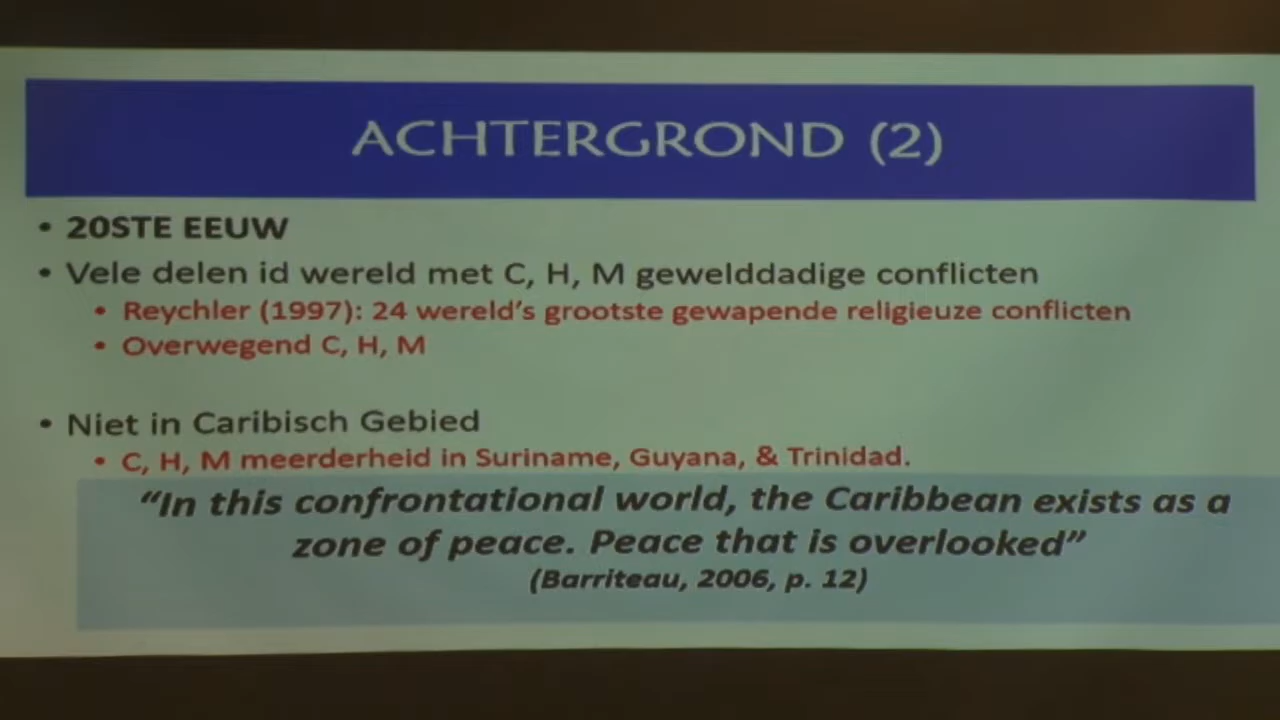 ACHTERGROND (2)
• 20STE EEUW
• Vele delen id wereld met C, H, M gewelddadige conflicten
• Reychler (1997): 24 wereld's grootste gewapende religieuze conflicten
• Overwegend C, H, M
• Niet in Caribisch Gebied
• C, H, M meerderheid in Suriname, Guyana, & Trinidad.
"In this confrontational world, the Caribbean exists as a
zone of peace. Peace that is overlooked"
(Barriteau, 2006, p. 12)